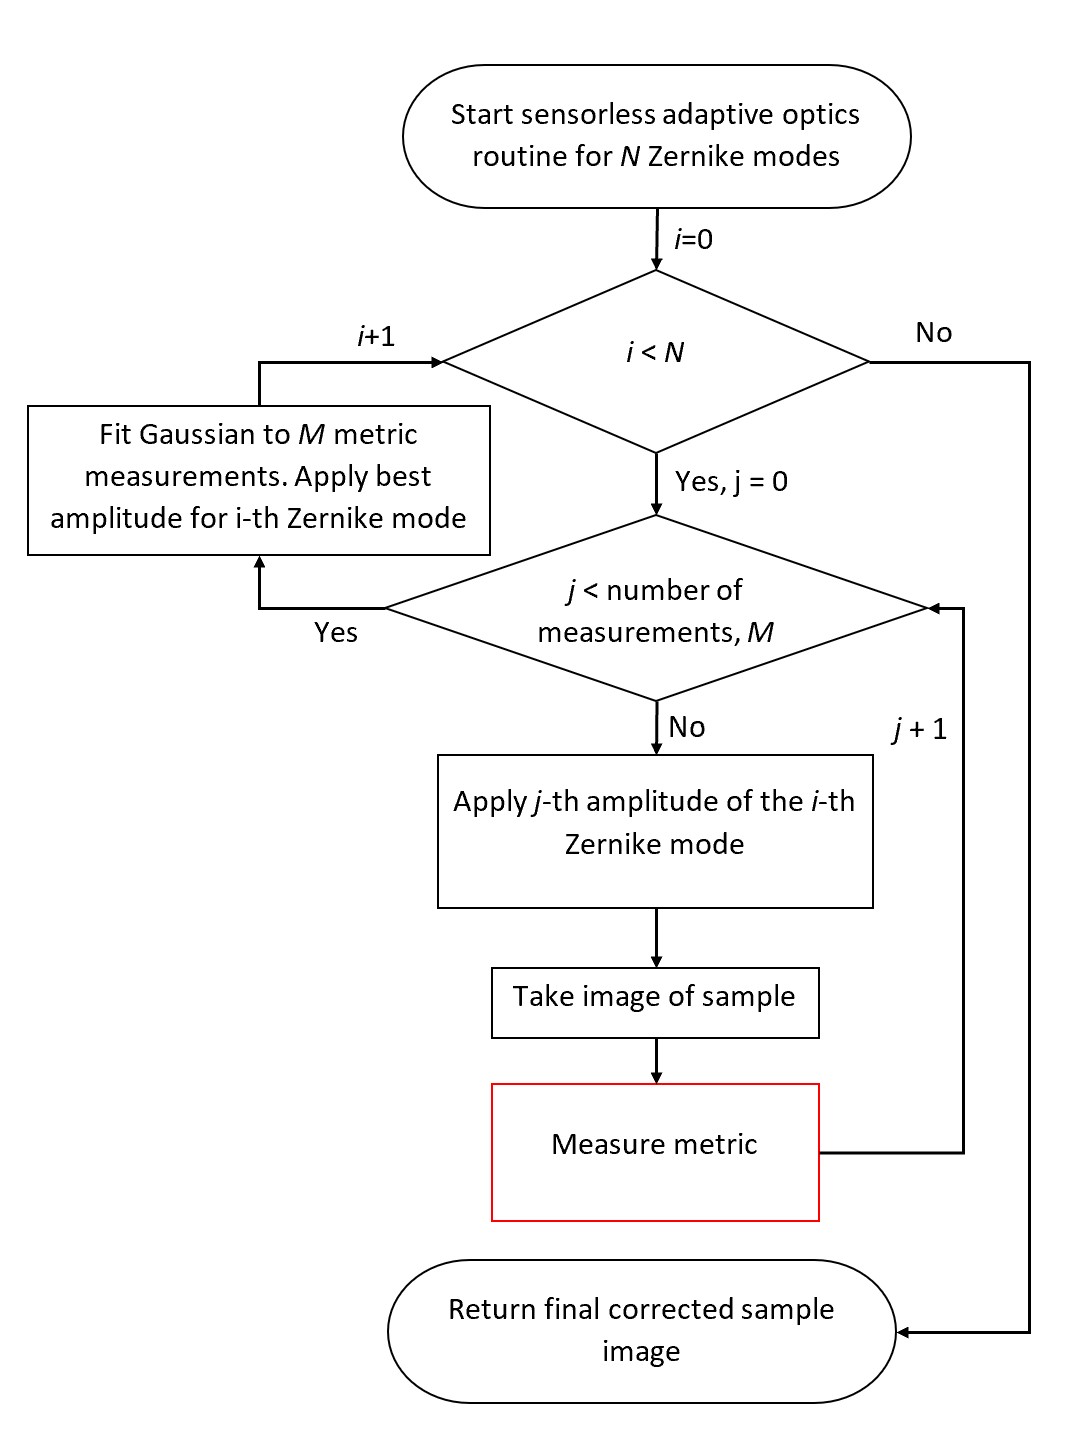 Start sensorless adaptive optics
routine for N Zernike modes
i=0
i < N
No
i+1
Fit Gaussian to M metric
measurements. Apply best
amplitude for i-th Zernike mode
Yes, j = 0
j < number of
measurements, M
Yes
No
j + 1
Apply j-th amplitude of the i-th
Zernike mode
Take image of sample
Measure metric
Return final corrected sample
image